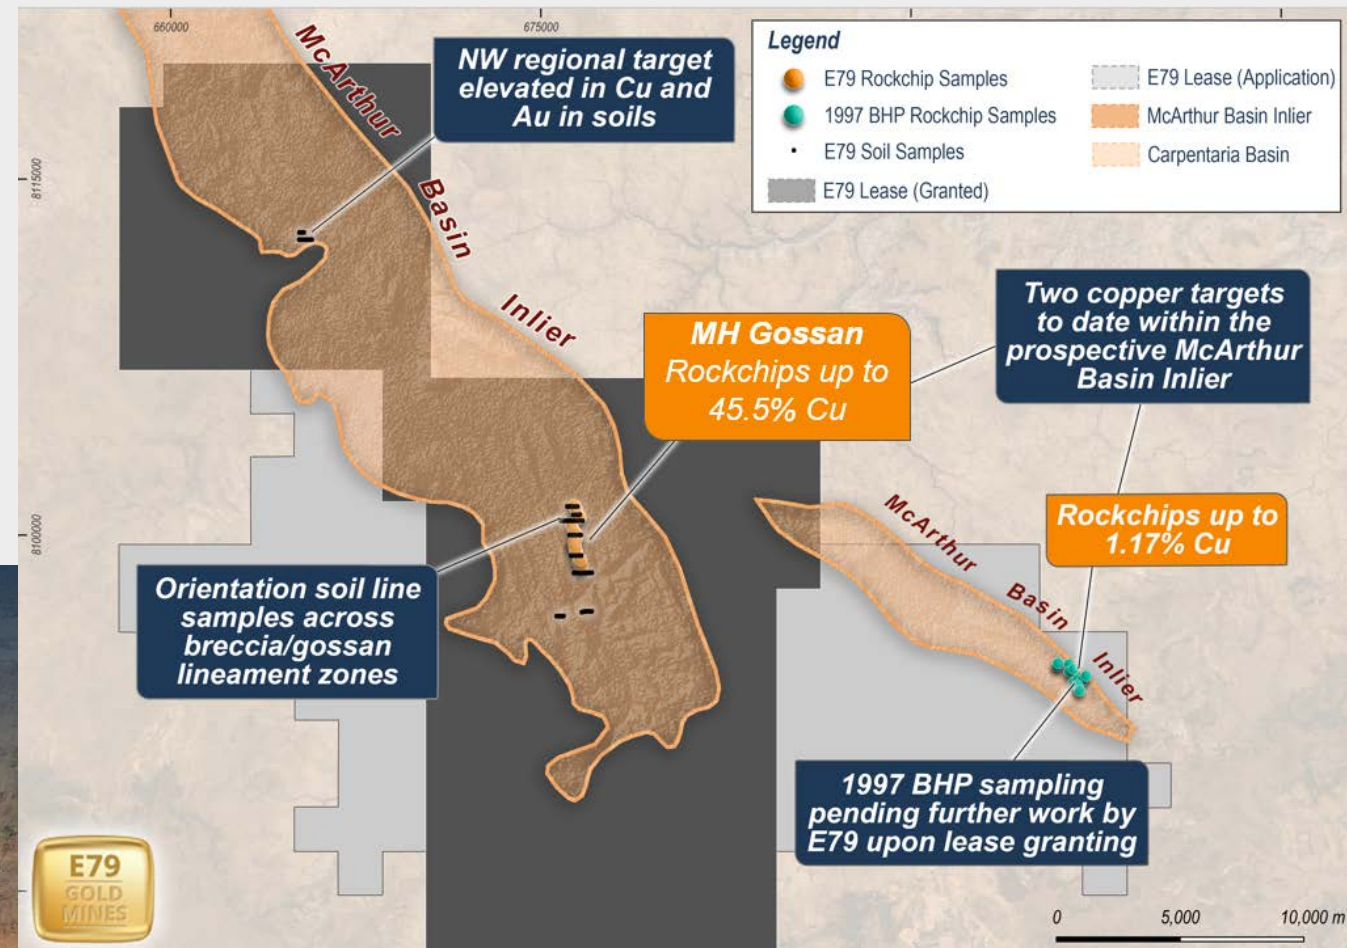 660000
675000
8115000
8100000
McArthur
Basin
Inlier
NW regional target
elevated in Cu and
Au in soils
Legend
E79 Rockchip Samples
1997 BHP Rockchip Samples
E79 Soil Samples
E79 Lease (Granted)
E79 Lease (Application)
McArthur Basin Inlier
Carpentaria Basin
MH Gossan
Rockchips up to
45.5% Cu
Two copper targets
to date within the
prospective McArthur
Basin Inlier
Rockchips up to
1.17% Cu
McArthur
Basin
Inlier
Orientation soil line
samples across
breccia/gossan
lineament zones
1997 BHP sampling
pending further work by
E79 upon lease granting
E79
GOLD
MINES
0 5,000 10,000 m